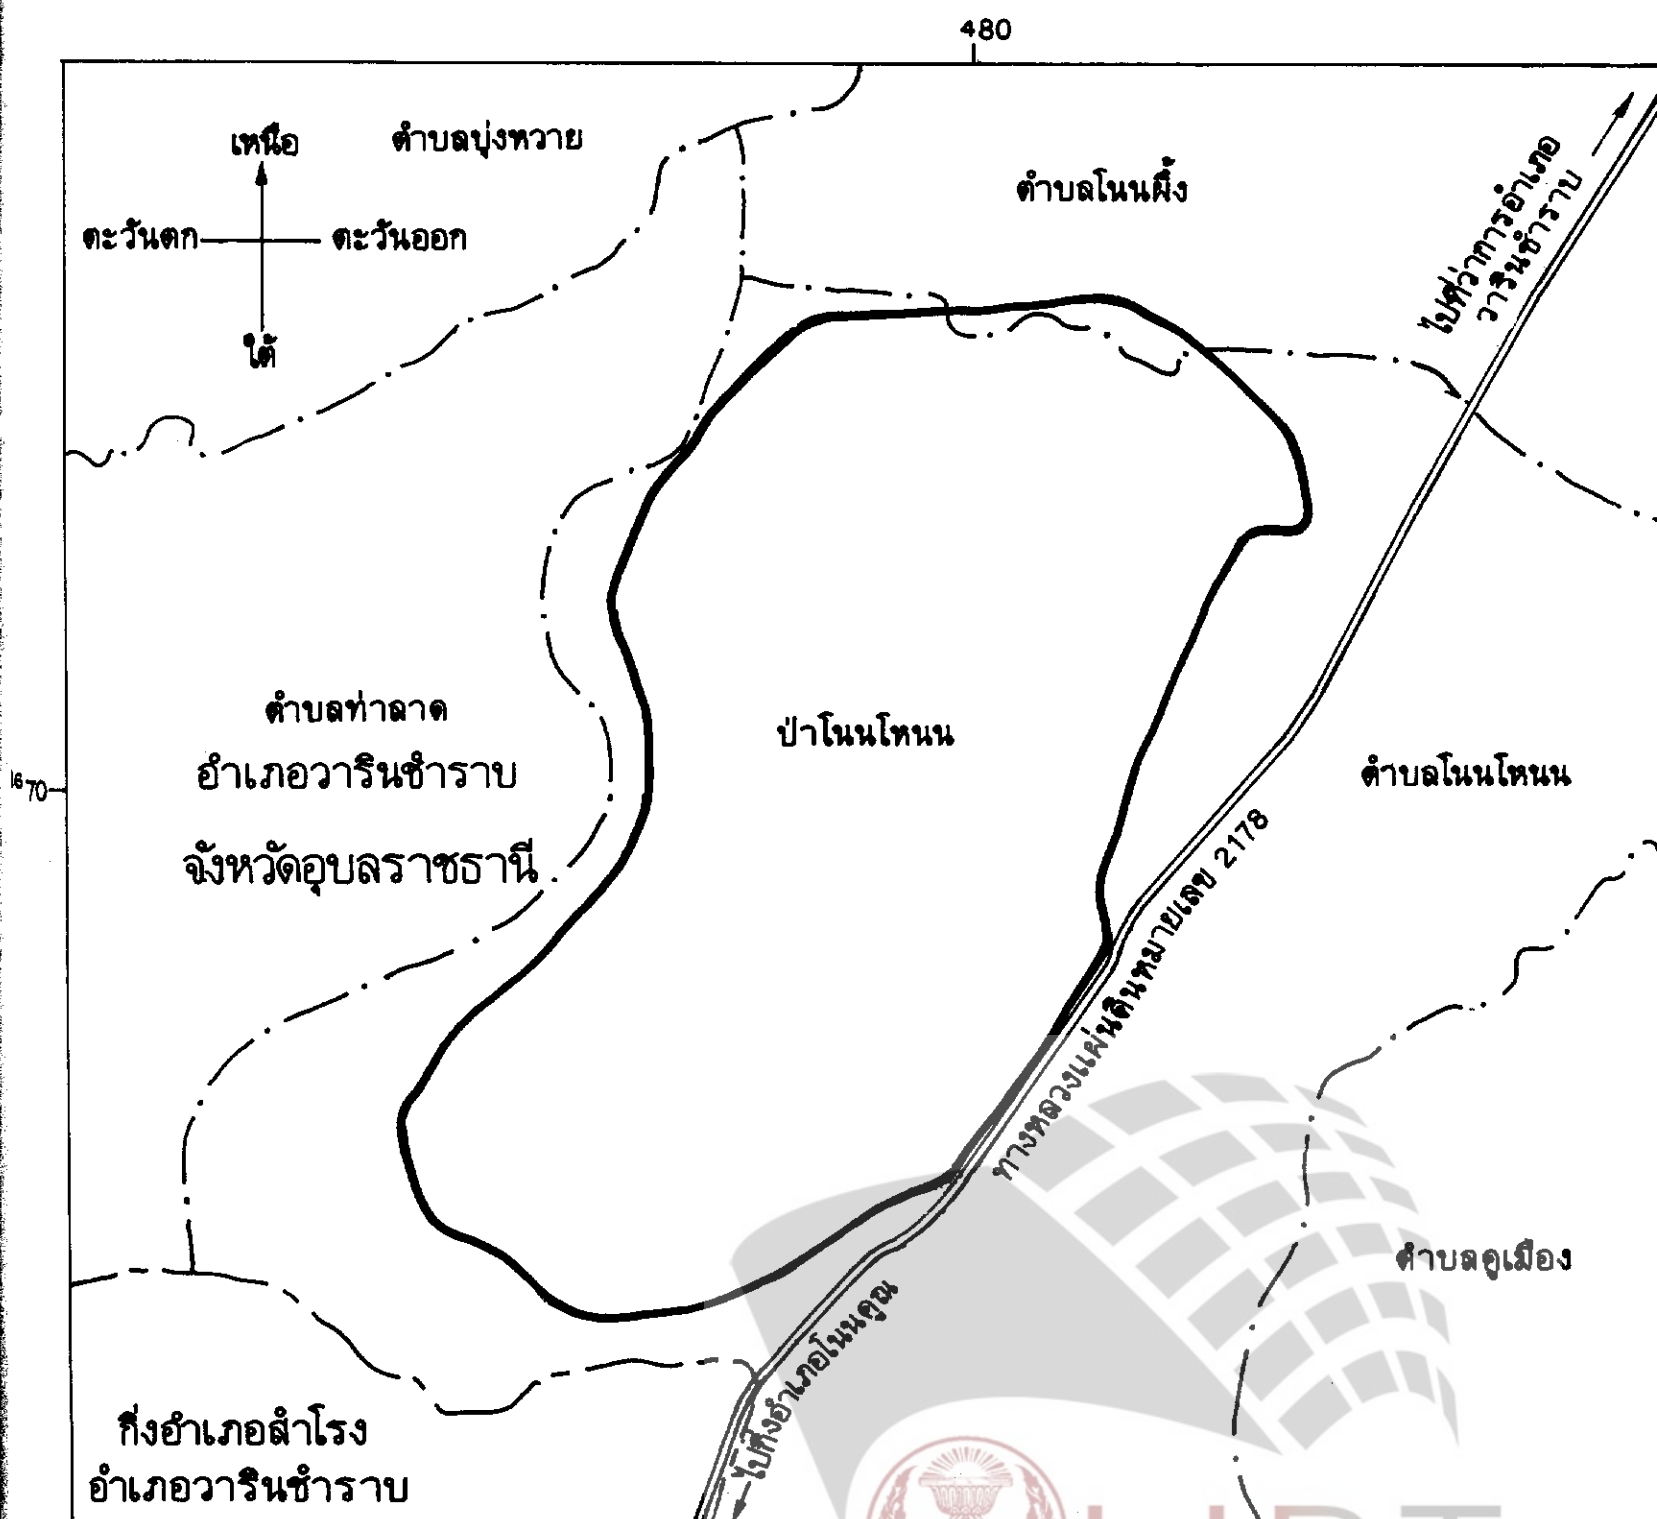 480
เหนือ
ตำบลบุ่งหวาย
ตำบลโนนผึ้ง
ไปที่ว่าการอำเภอ
วารินชำราบ
ตะวันตก
ตะวันออก
ใต้
ตำบลท่าลาด
อำเภอวารินชำราบ
จังหวัดอุบลราชธานี
ป่าโนนโหนน
ตำบลโนนโหนน
1670
ทางหลวงแผ่นดินหมายเลข 2178
ตำบลคูเมือง
ไปกิ่งอำเภอโนนคูณ
กิ่งอำเภอสำโรง
อำเภอวารินชำราบ